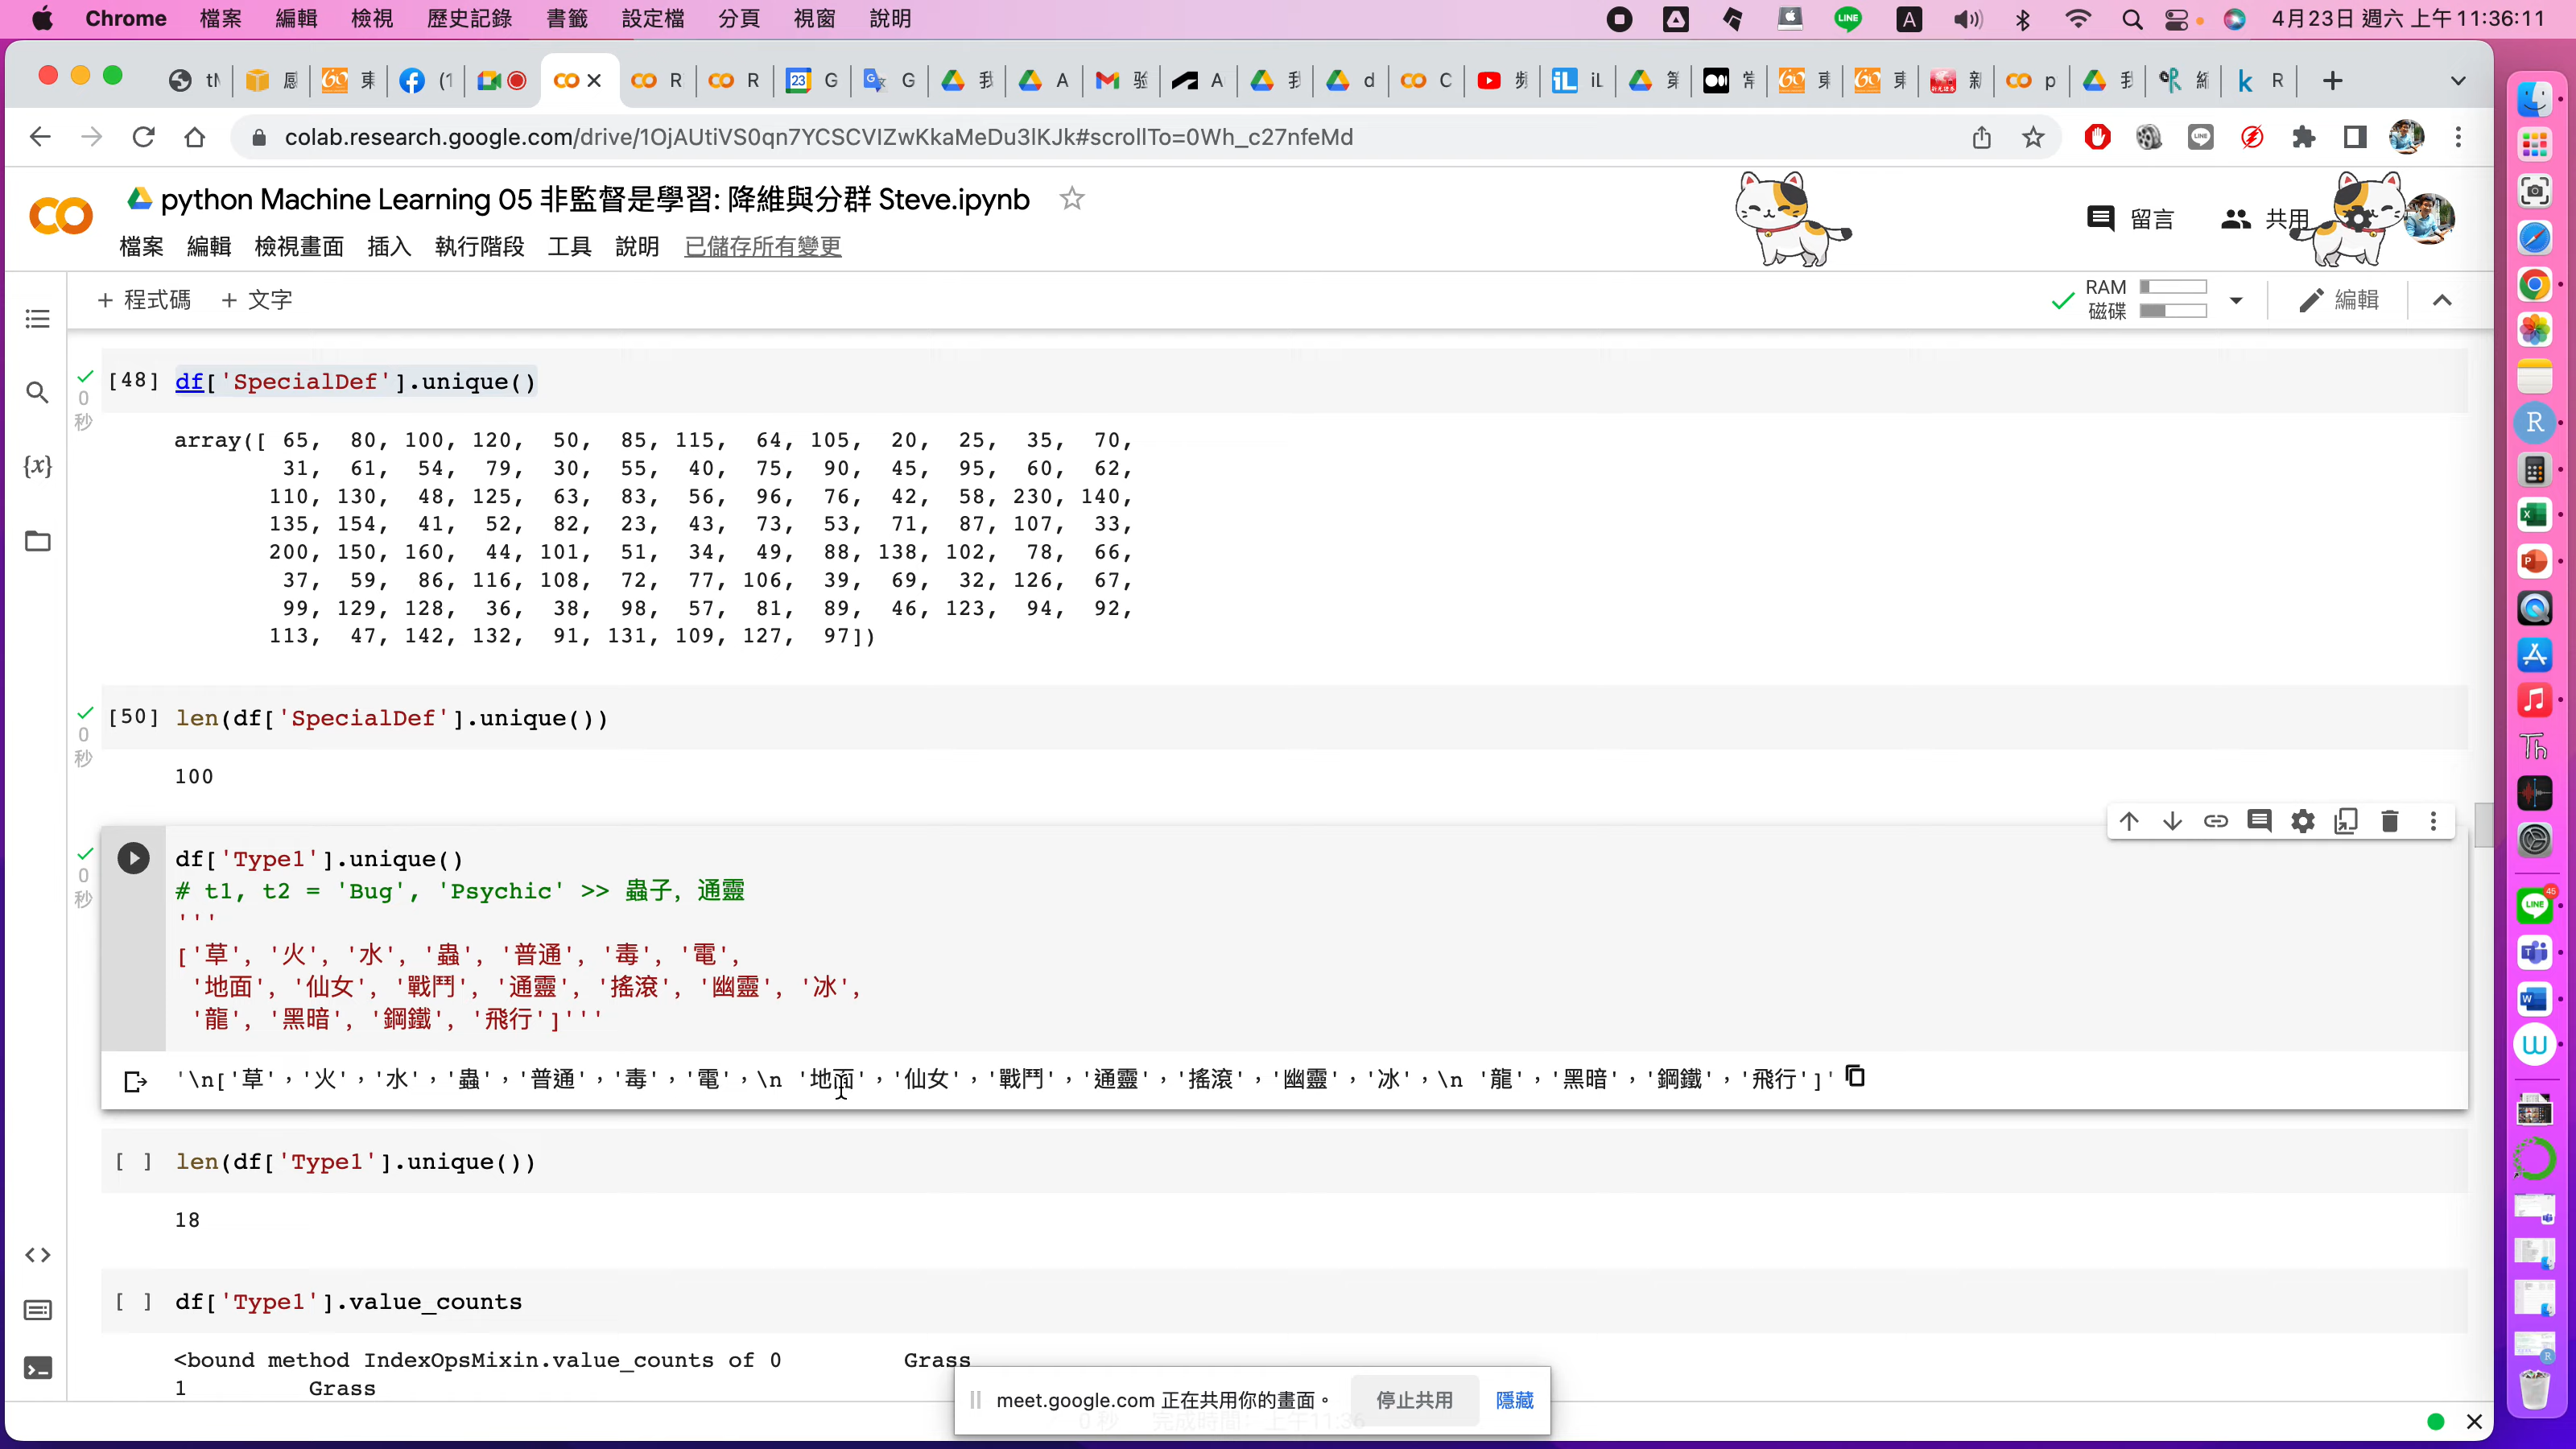 Chrome 檔案 編輯 檢視 歷史記錄 書籤 設定檔 分頁 視窗 說明
LINE A 4月23日 週六 上午11:36:11
colab.research.google.com/drive/1OjAUtiVS0qn7YCSCVIZwKkaMeDu3lKJk#scrollTo=0Wh_c27nfeMd
python Machine Learning 05 非監督是學習: 降維與分群 Steve.ipynb
留言 共用
檔案 編輯 檢視畫面 插入 執行階段 工具 說明 已儲存所有變更
+ 程式碼 + 文字
RAM
磁碟
編輯
[48] df['SpecialDef'].unique()
0
秒
array([ 65, 80, 100, 120, 50, 85, 115, 64, 105, 20, 25, 35, 70,
31, 61, 54, 79, 30, 55, 40, 75, 90, 45, 95, 60, 62,
110, 130, 48, 125, 63, 83, 56, 96, 76, 42, 58, 230, 140,
135, 154, 41, 52, 82, 23, 43, 73, 53, 71, 87, 107, 33,
200, 150, 160, 44, 101, 51, 34, 49, 88, 138, 102, 78, 66,
37, 59, 86, 116, 108, 72, 77, 106, 39, 69, 32, 126, 67,
99, 129, 128, 36, 38, 98, 57, 81, 89, 46, 123, 94, 92,
113, 47, 142, 132, 91, 131, 109, 127, 97])
[50] len(df['SpecialDef'].unique())
0
秒
100
df['Type1'].unique()
0
秒
# t1, t2 = 'Bug', 'Psychic' >> 蟲子, 通靈
'''
['草', '火', '水', '蟲', '普通', '毒', '電',
'地面', '仙女', '戰鬥', '通靈', '搖滾', '幽靈', '冰',
'龍', '黑暗', '鋼鐵', '飛行']'''
'\n['草'，'火'，'水'，'蟲'，'普通'，'毒'，'電'，\n '地面'，'仙女'，'戰鬥'，'通靈'，'搖滾'，'幽靈'，'冰'，\n '龍'，'黑暗'，'鋼鐵'，'飛行']'
[ ] len(df['Type1'].unique())
18
[ ] df['Type1'].value_counts
<bound method IndexOpsMixin.value_counts of 0 Grass
1 Grass
meet.google.com 正在共用你的畫面。 停止共用 隱藏